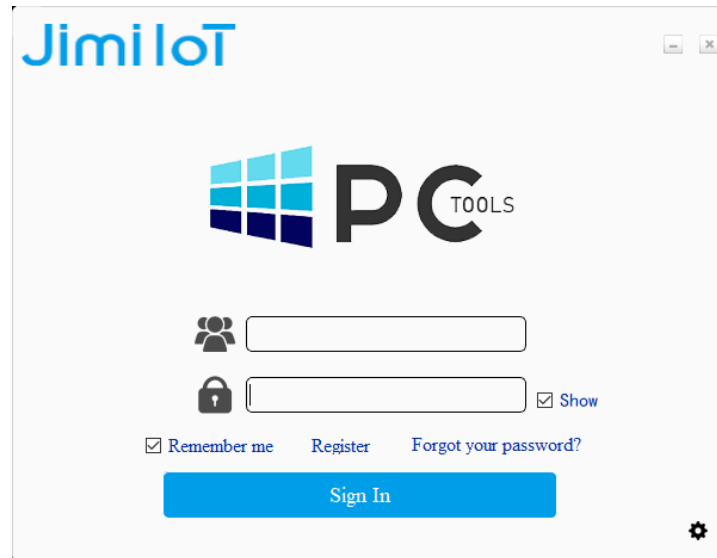 Jimi IoT
PC TOOLS
Show
Remember me Register Forgot your password?
Sign In